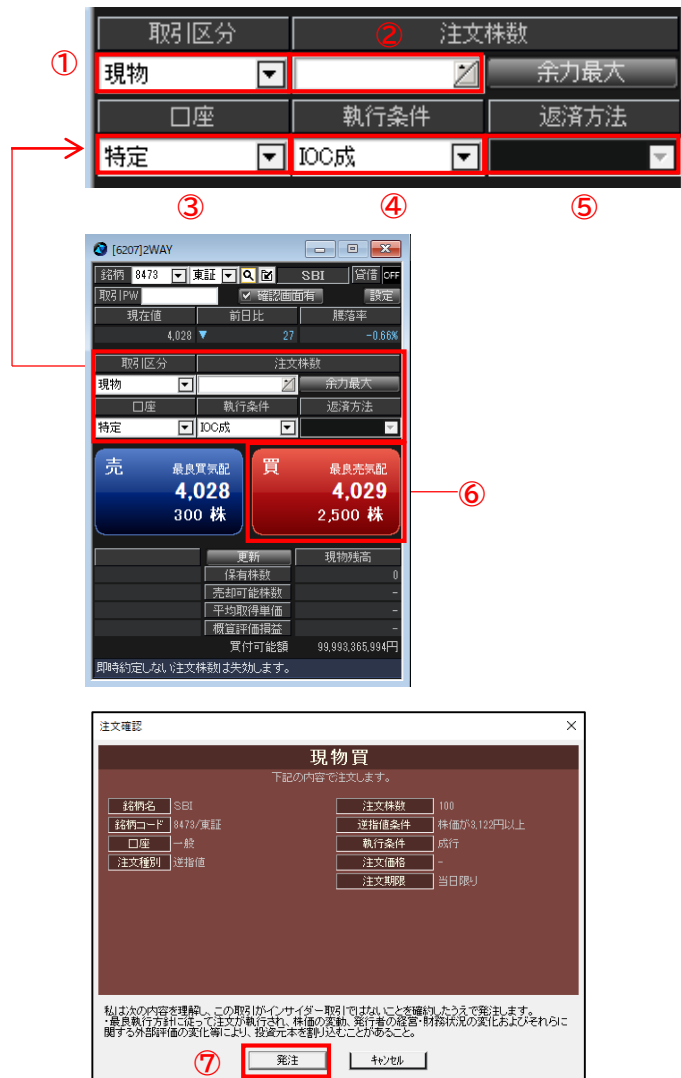 取引区分 ② 注文株数
① 現物 余力最大
口座 執行条件 返済方法
特定 IOC成
③ ④ ⑤
[6207]2WAY
銘柄 8473 東証 SBI 貸借 OFF
取引PW 確認画面有 設定
現在値 前日比 騰落率
4,028 ▼ 27 -0.66%
取引区分 注文株数
現物 余力最大
口座 執行条件 返済方法
特定 IOC成
売 最良買気配 買 最良売気配
4,028 4,029 ⑥
300 株 2,500 株
更新 現物残高
保有株数 0
売却可能株数 -
平均取得単価 -
概算評価損益 -
買付可能額 99,993,365,994円
即時約定しない注文株数は失効します。
注文確認
現物買
下記の内容で注文します。
銘柄名 SBI 注文株数 100
銘柄コード 8473/東証 逆指値条件 株価が3,122円以上
口座 一般 執行条件 成行
注文種別 逆指値 注文価格 -
注文期限 当日限り
私は次の内容を理解し、この取引がインサイダー取引ではないことを確約したうえで発注します。
・最良執行方針に従って注文が執行され、株価の変動、発行者の経営・財務状況の変化およびそれらに
関する外部評価の変化等により、投資元本を割り込むことがあること。
⑦ 発注 キャンセル